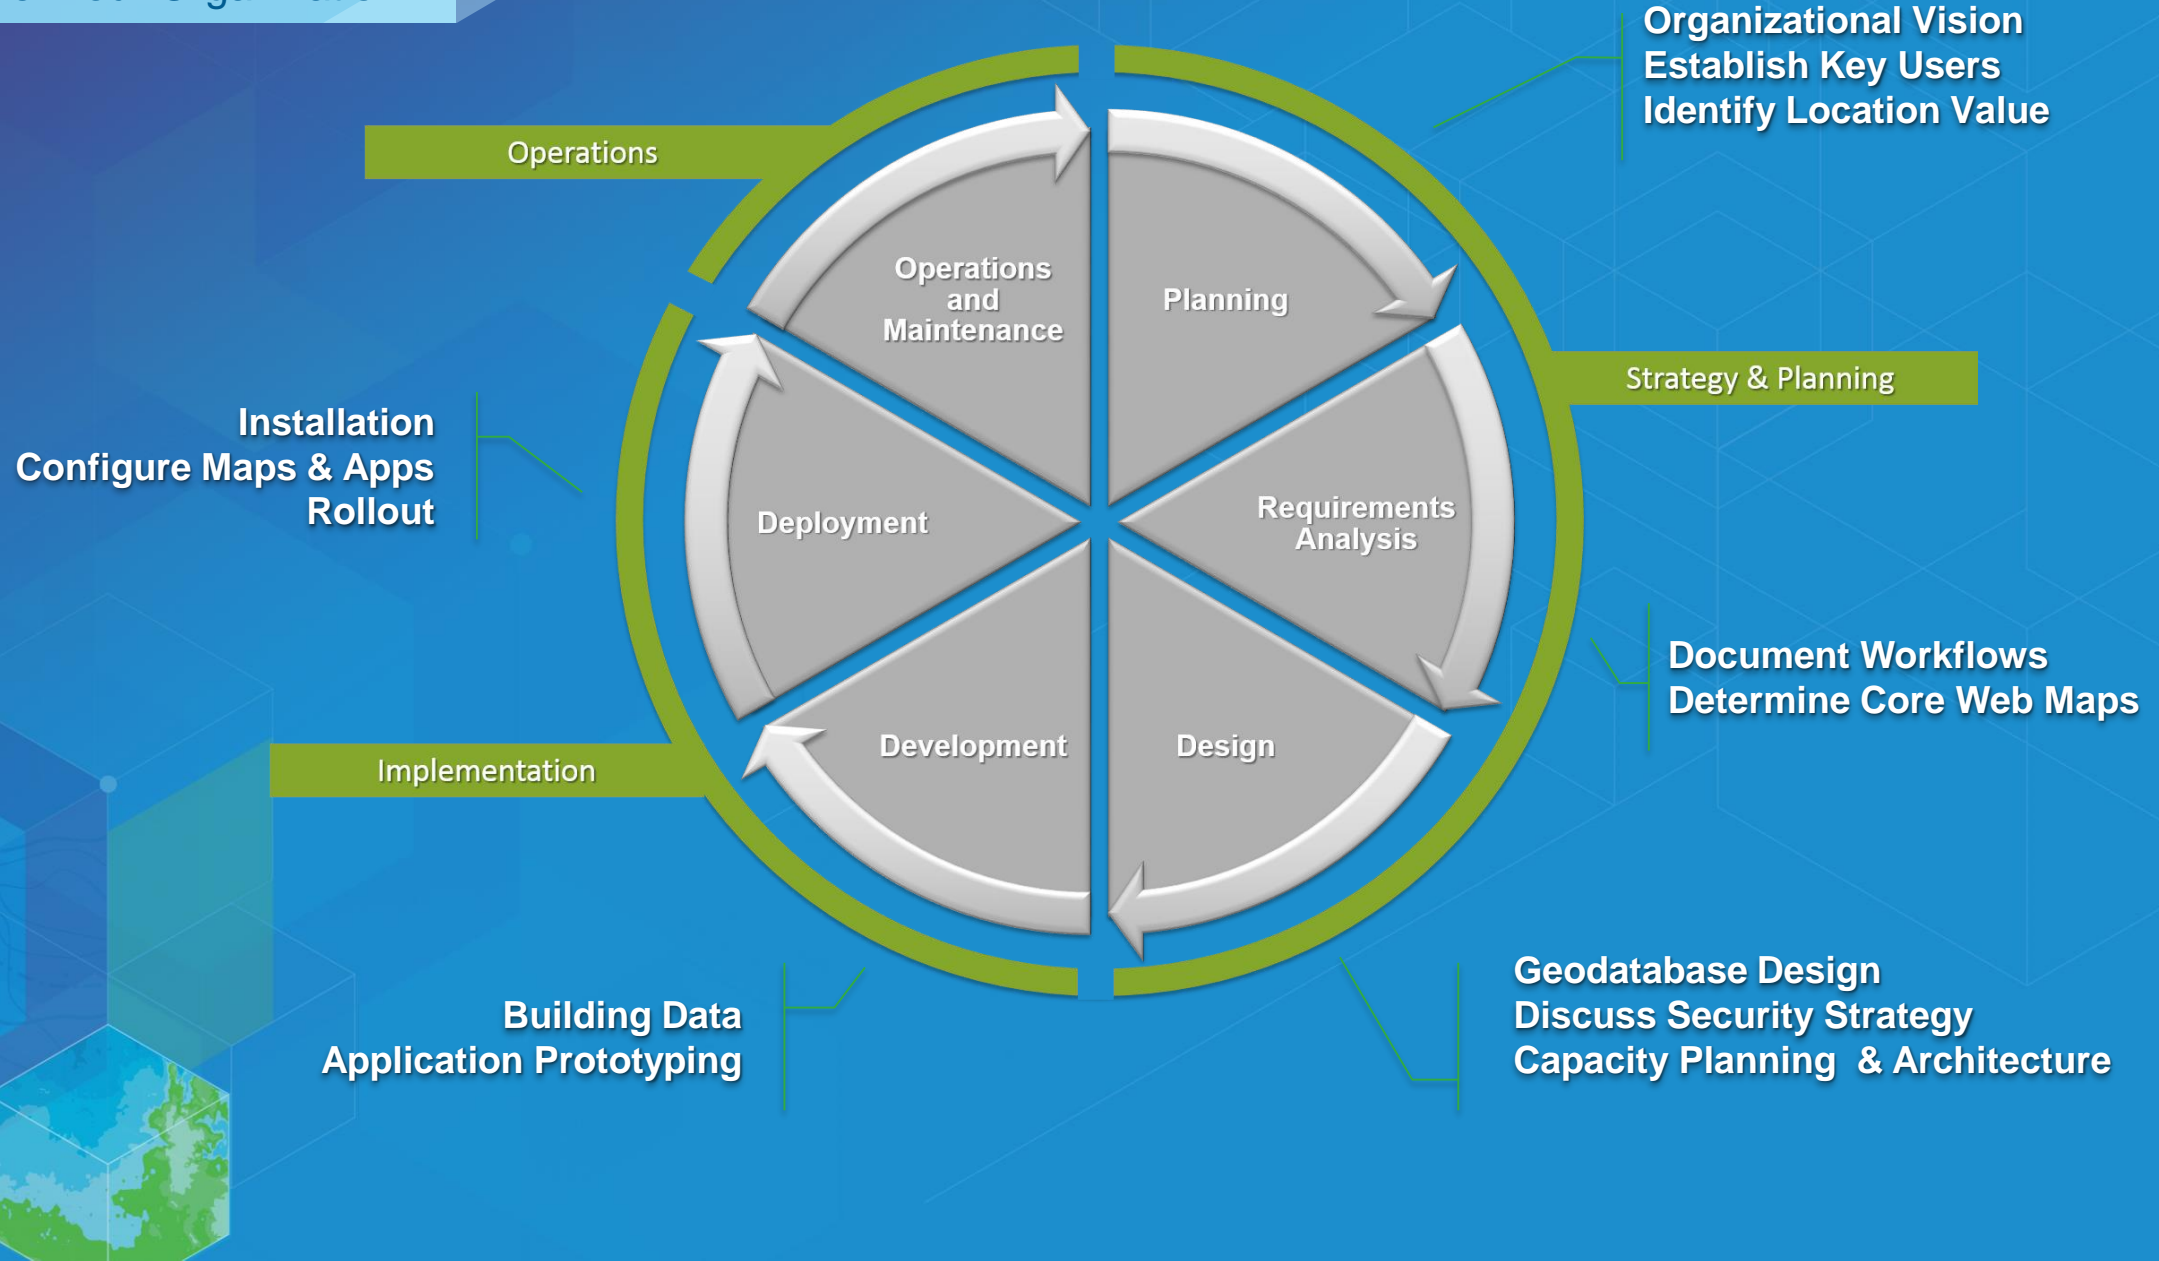 Organizational Vision
Establish Key Users
Identify Location Value
Operations
Operations
and
Maintenance
Planning
Strategy & Planning
Installation
Configure Maps & Apps
Rollout
Deployment
Requirements
Analysis
Document Workflows
Determine Core Web Maps
Implementation
Development
Design
Building Data
Application Prototyping
Geodatabase Design
Discuss Security Strategy
Capacity Planning & Architecture